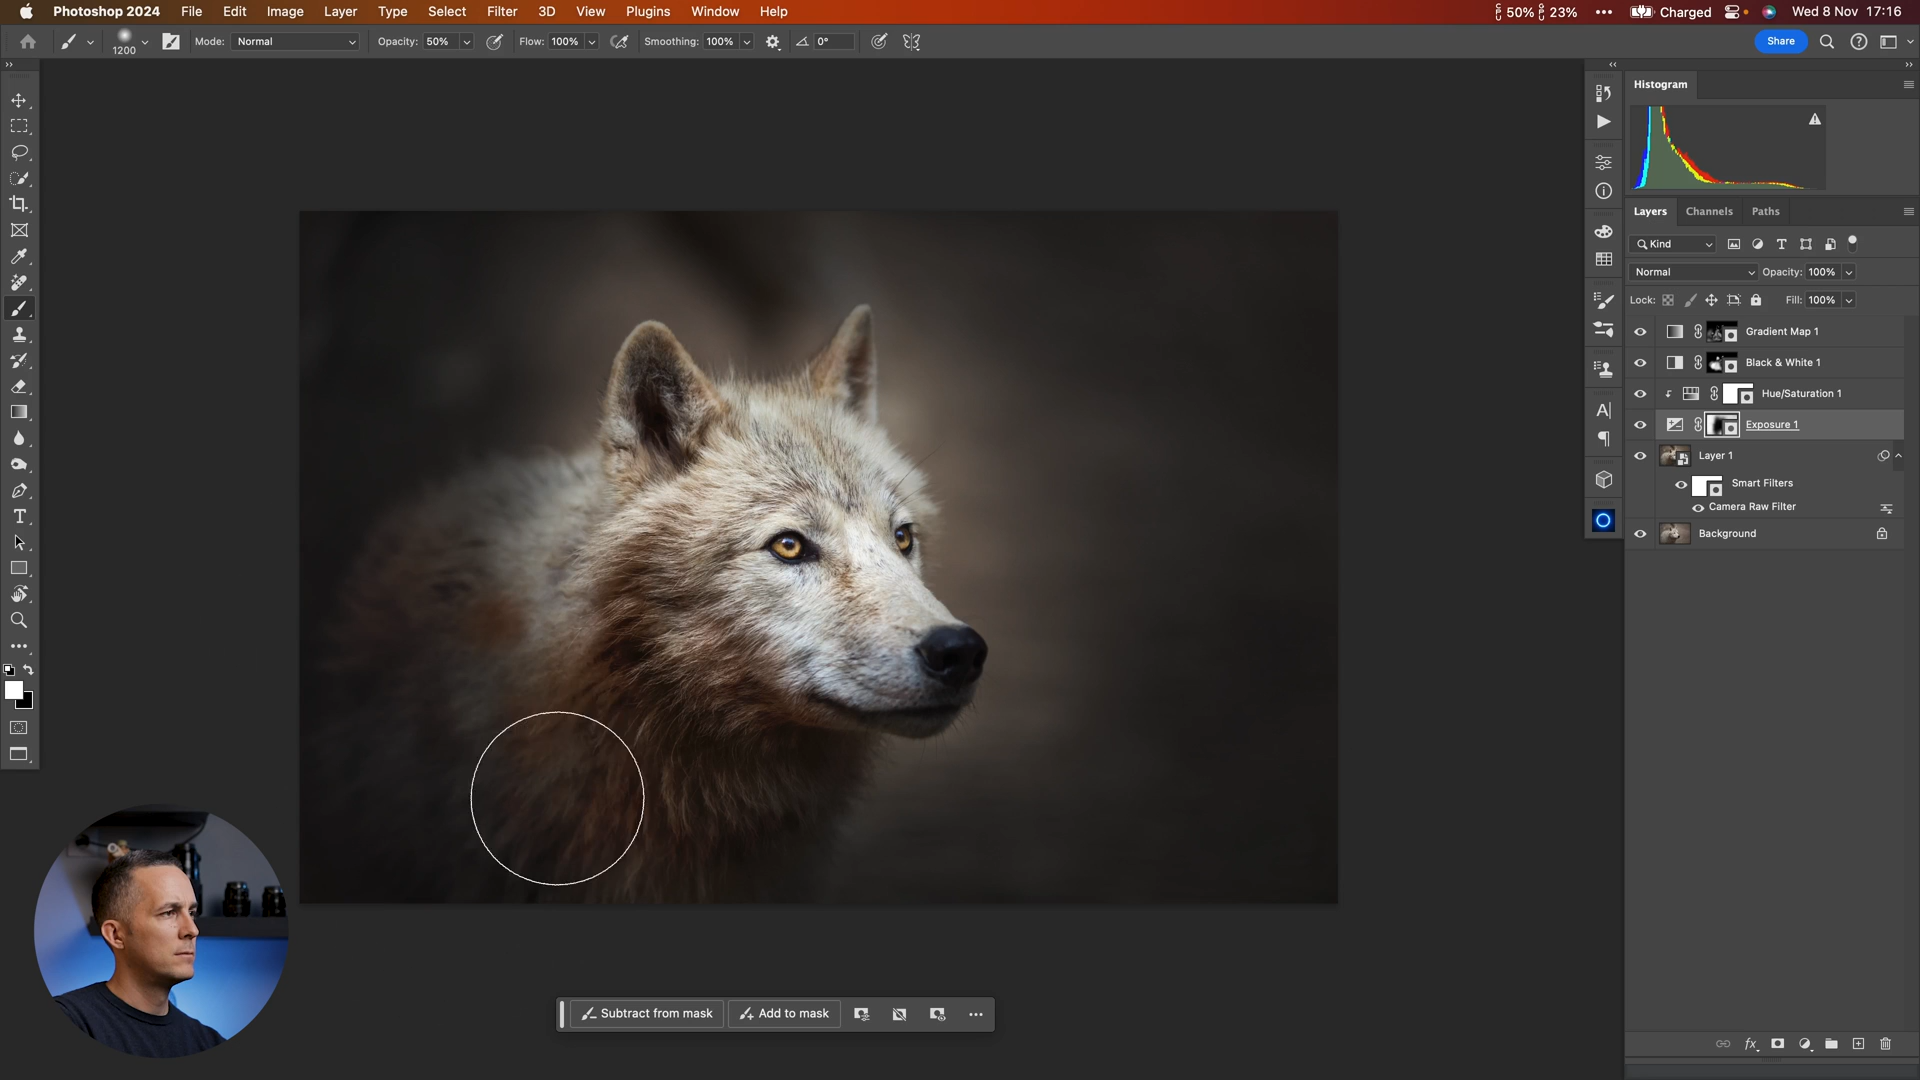 Photoshop 2024 File Edit Image Layer Type Select Filter 3D View Plugins Window Help 50% 23% Charged Wed 8 Nov 17:16
1200 Mode: Normal Opacity: 50% Flow: 100% Smoothing: 100% 0° Share
Histogram
Layers Channels Paths
Kind
Normal Opacity: 100%
Lock: Fill: 100%
Gradient Map 1
Black & White 1
Hue/Saturation 1
Exposure 1
Layer 1
Smart Filters
Camera Raw Filter
Background
Subtract from mask Add to mask